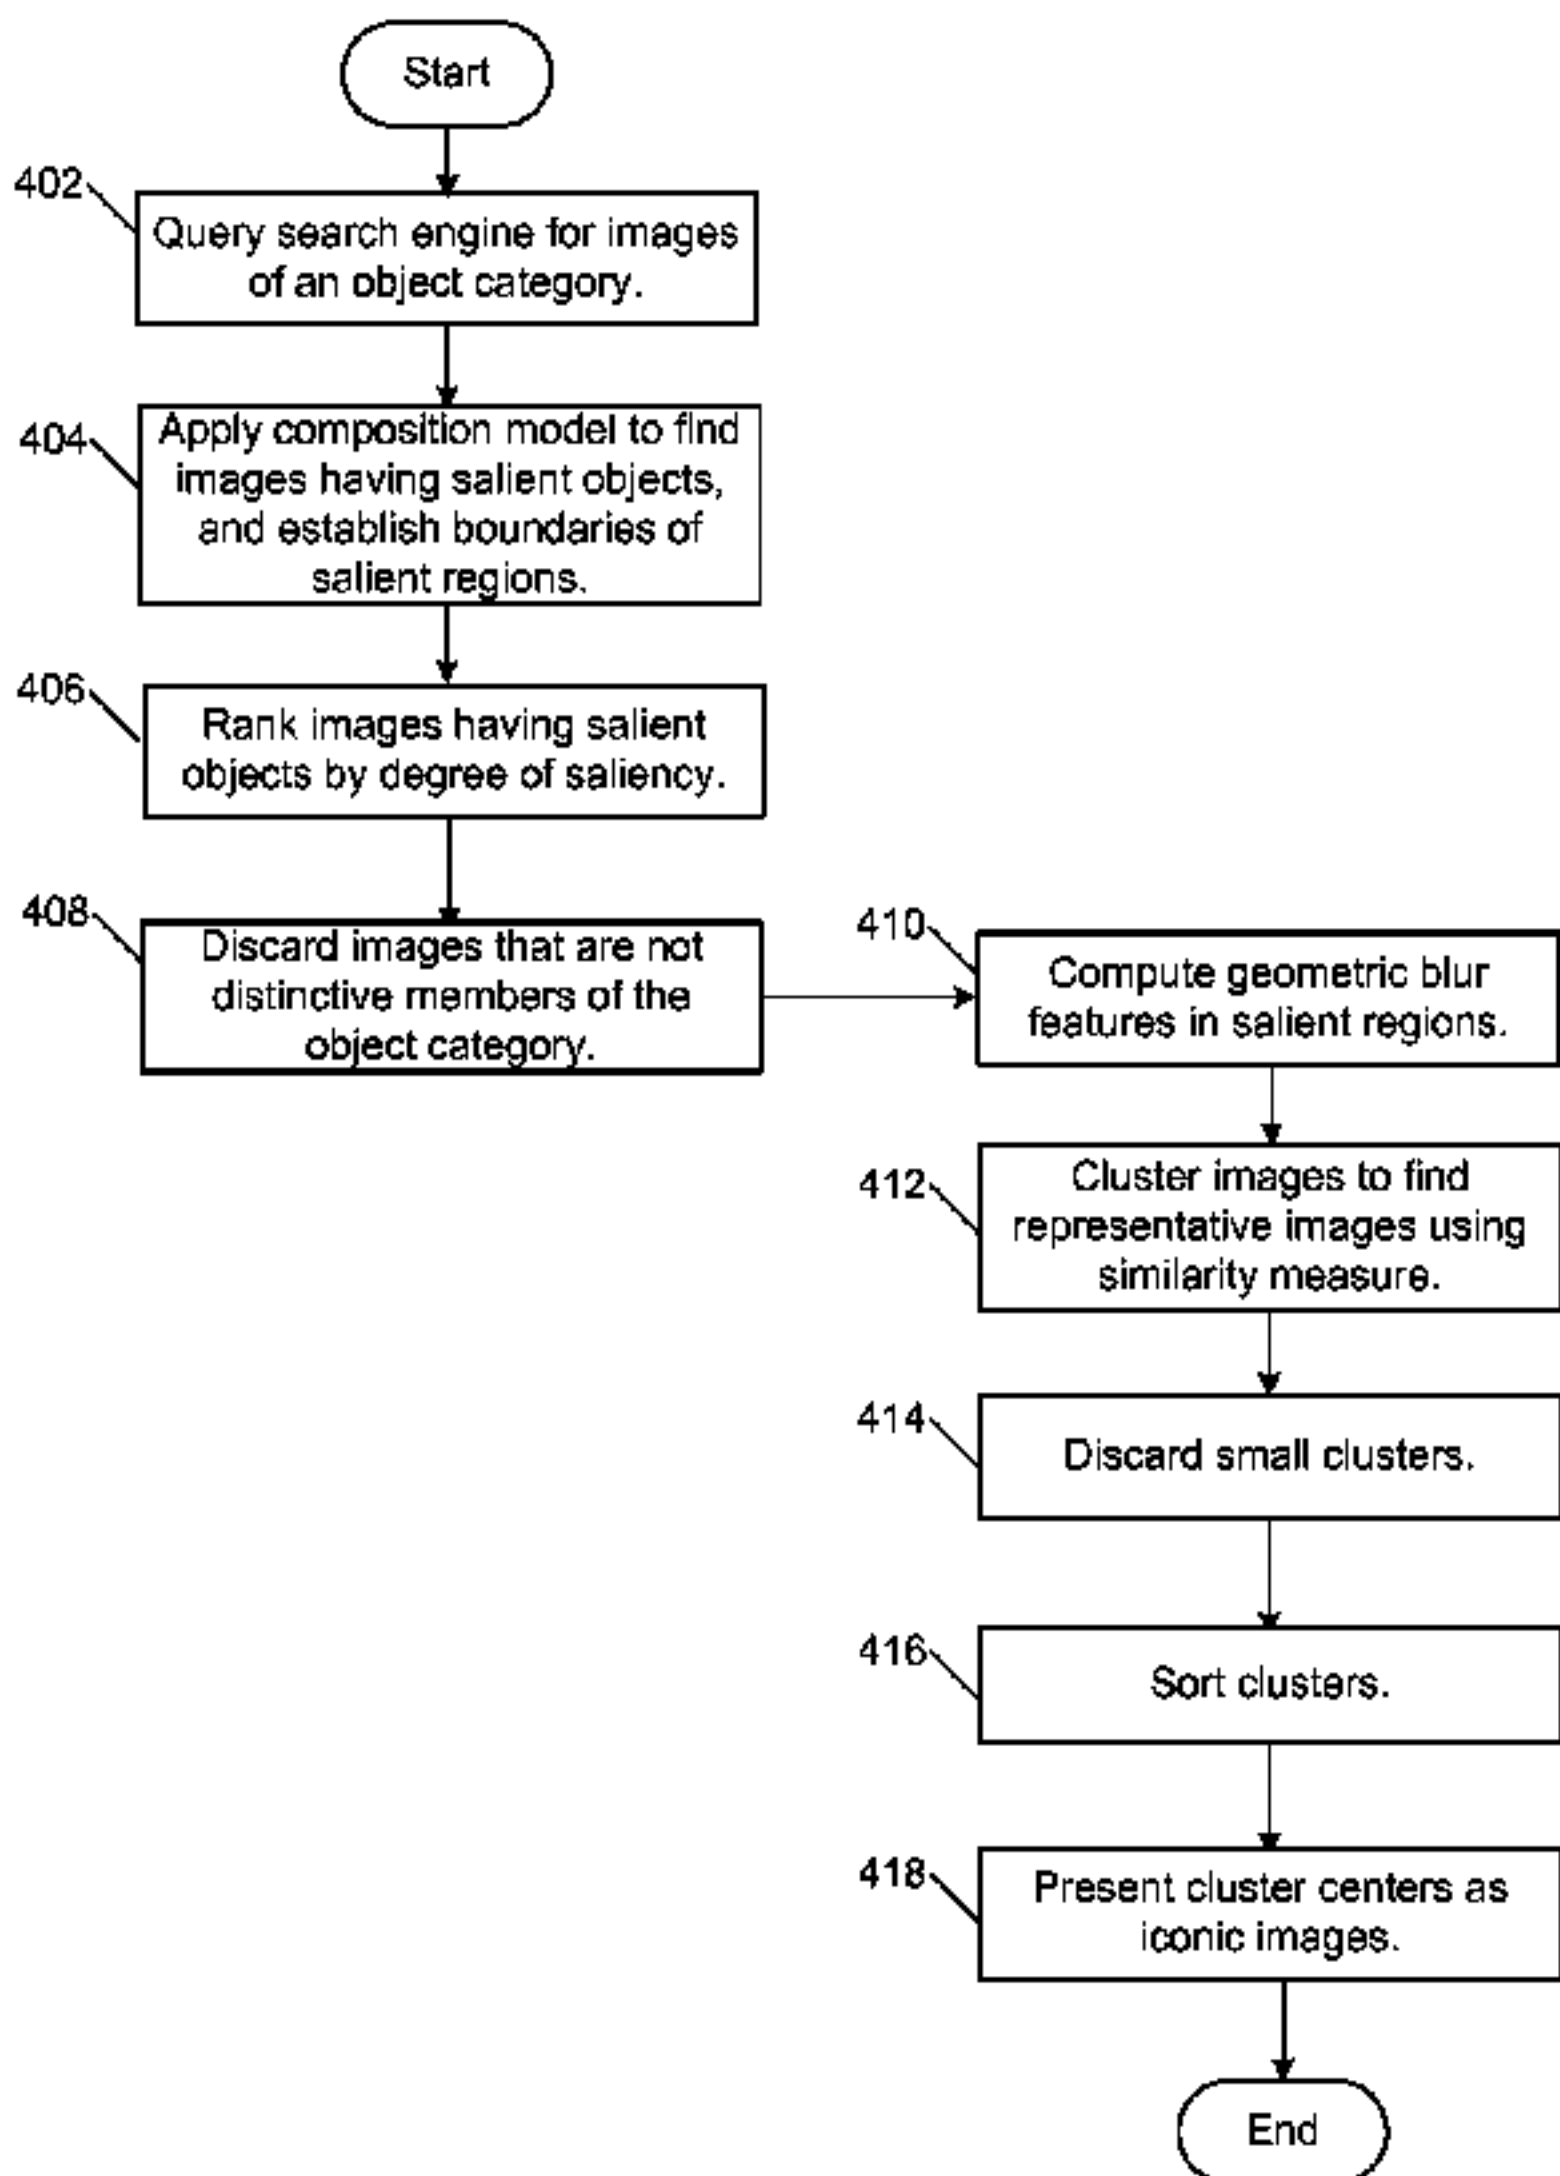 Start
402
Query search engine for images
of an object category.
404
Apply composition model to find
images having salient objects,
and establish boundaries of
salient regions.
406
Rank images having salient
objects by degree of saliency.
408
Discard images that are not
distinctive members of the
object category.
410
Compute geometric blur
features in salient regions.
412
Cluster images to find
representative images using
similarity measure.
414
Discard small clusters.
416
Sort clusters.
418
Present cluster centers as
iconic images.
End